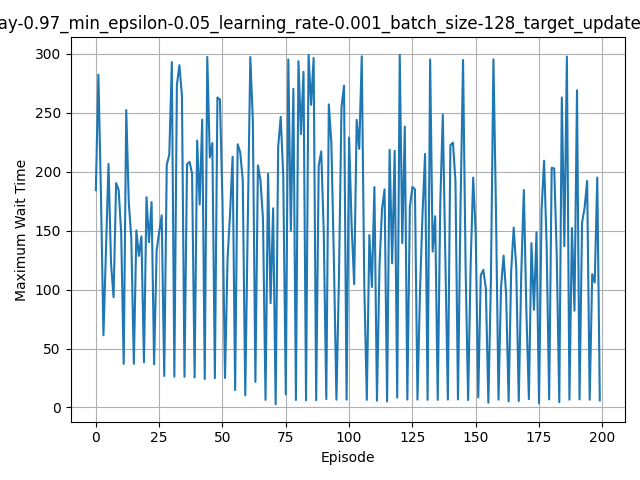 ay-0.97_min_epsilon-0.05_learning_rate-0.001_batch_size-128_target_update
300
250
200
150
100
50
0
Maximum Wait Time
0 25 50 75 100 125 150 175 200
Episode